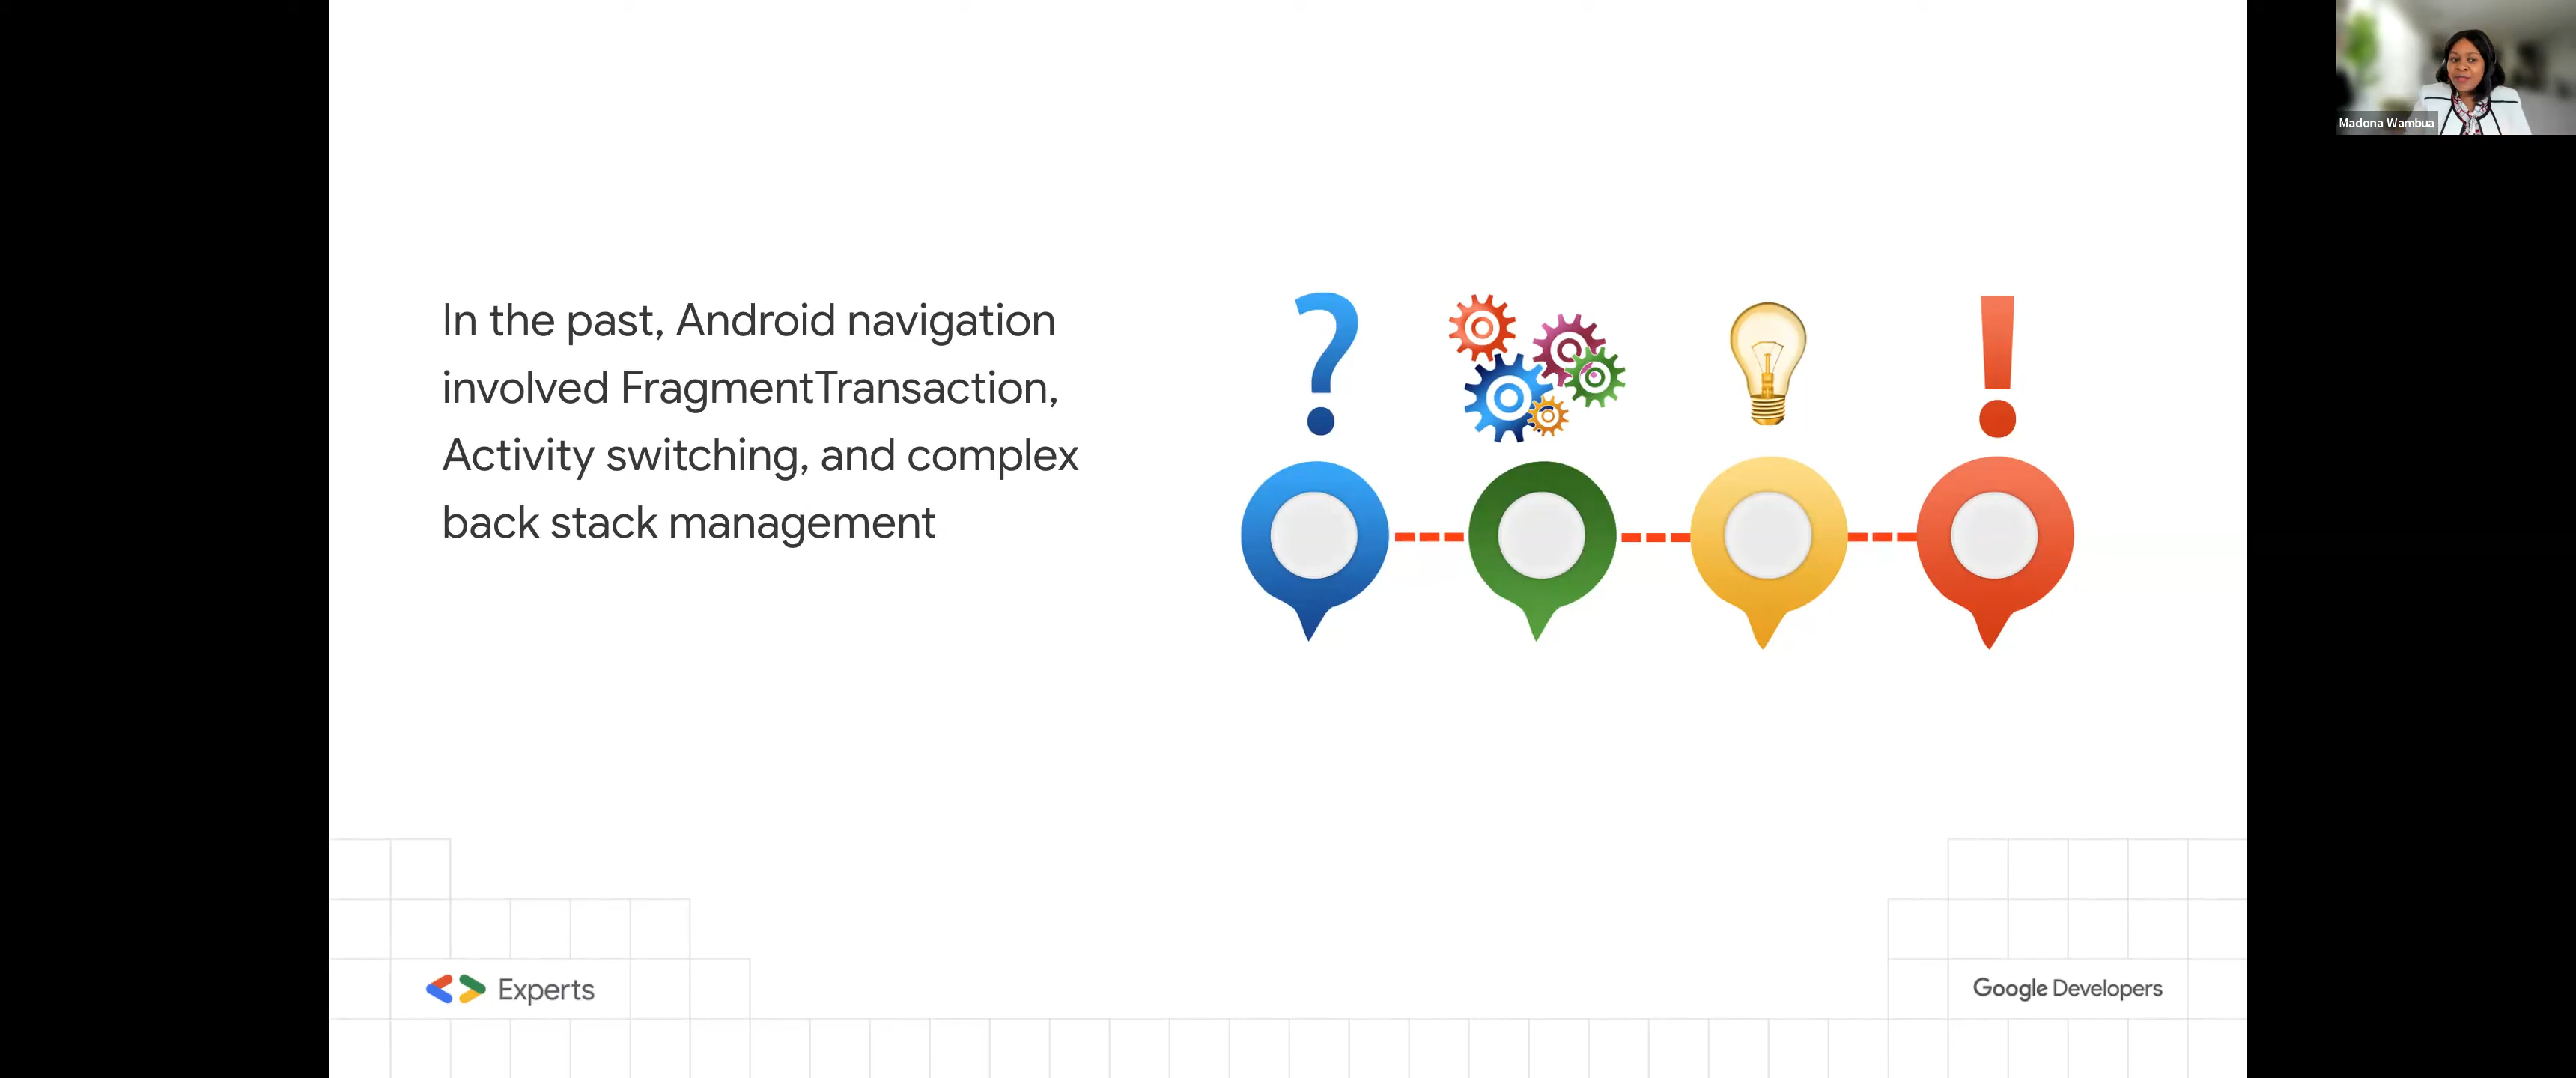 Madona Wambua
In the past, Android navigation
involved FragmentTransaction,
Activity switching, and complex
back stack management
?
!
Experts
Google Developers